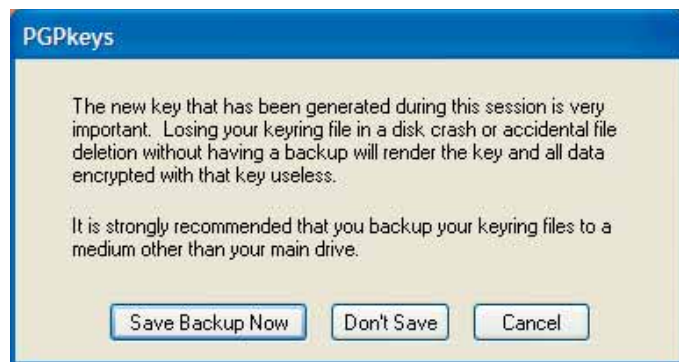 PGPkeys
The new key that has been generated during this session is very
important. Losing your keyring file in a disk crash or accidental file
deletion without having a backup will render the key and all data
encrypted with that key useless.
It is strongly recommended that you backup your keyring files to a
medium other than your main drive.
Save Backup Now Don't Save Cancel